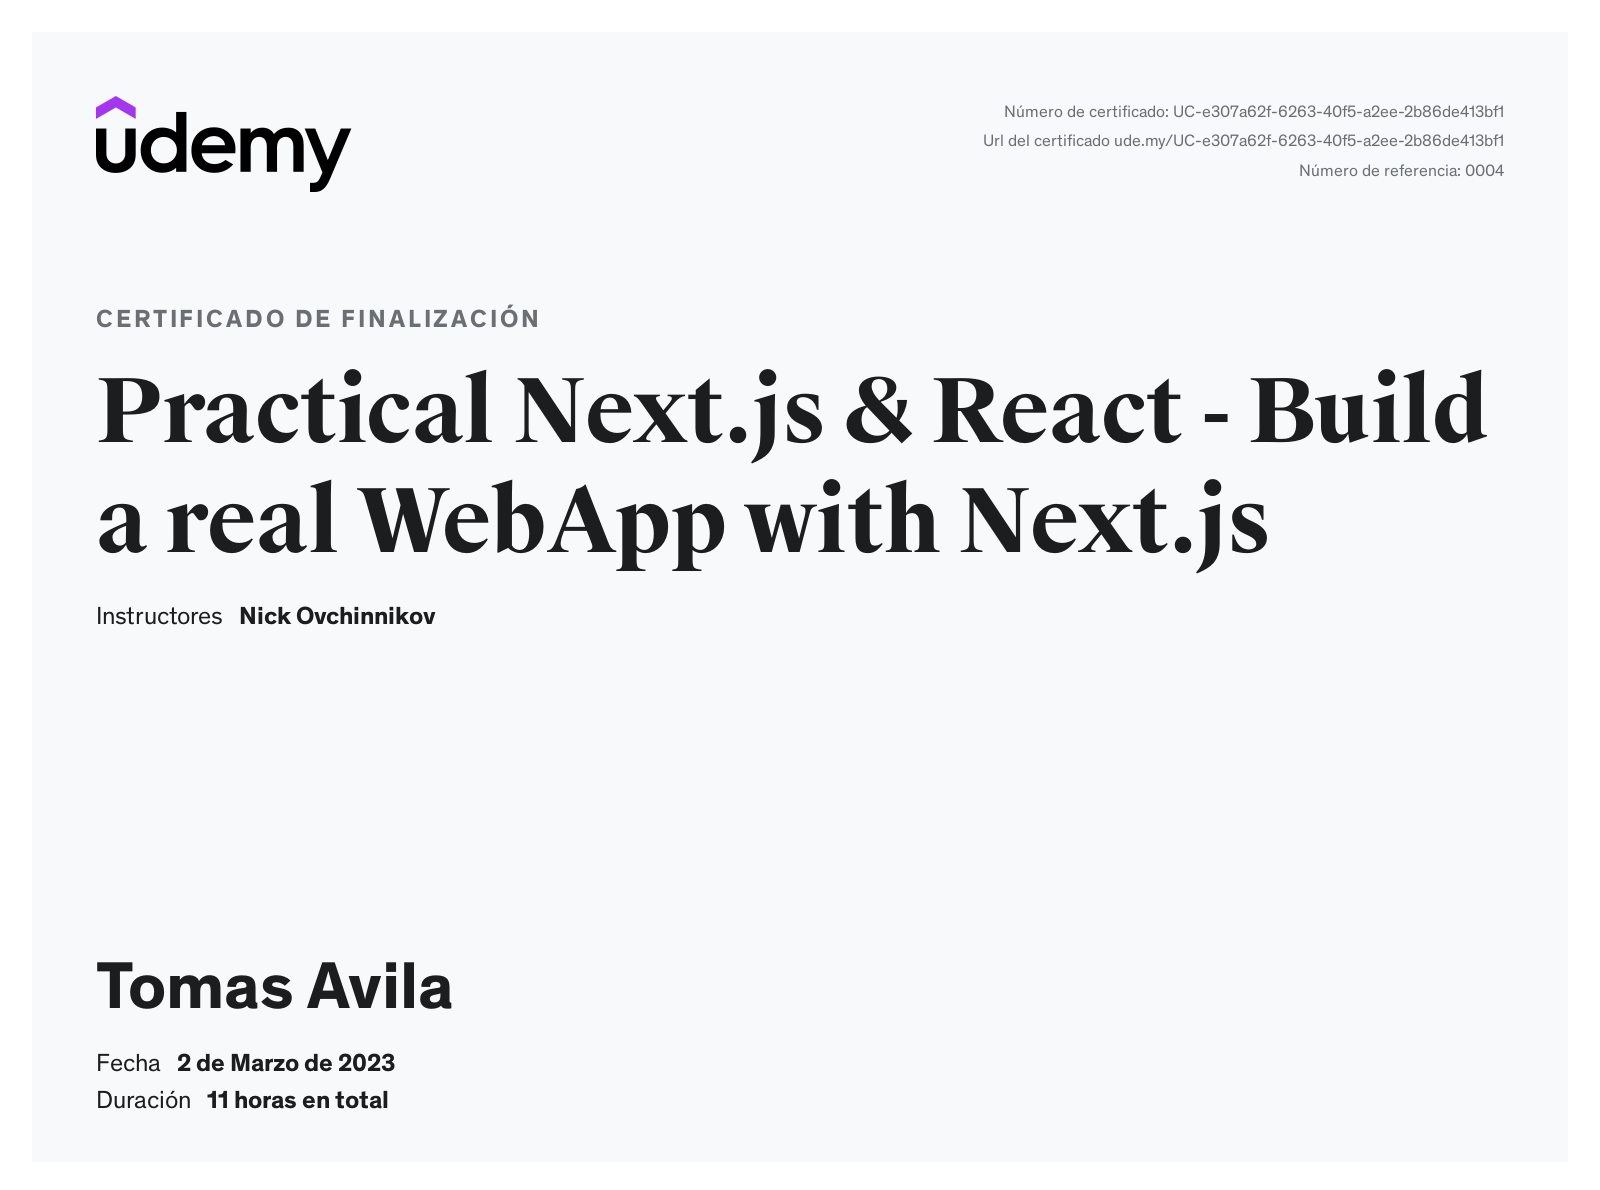 udemy
Número de certificado: UC-e307a62f-6263-40f5-a2ee-2b86de413bf1
Url del certificado ude.my/UC-e307a62f-6263-40f5-a2ee-2b86de413bf1
Número de referencia: 0004
CERTIFICADO DE FINALIZACIÓN
Practical Next.js & React - Build
a real WebApp with Next.js
Instructores Nick Ovchinnikov
Tomas Avila
Fecha 2 de Marzo de 2023
Duración 11 horas en total